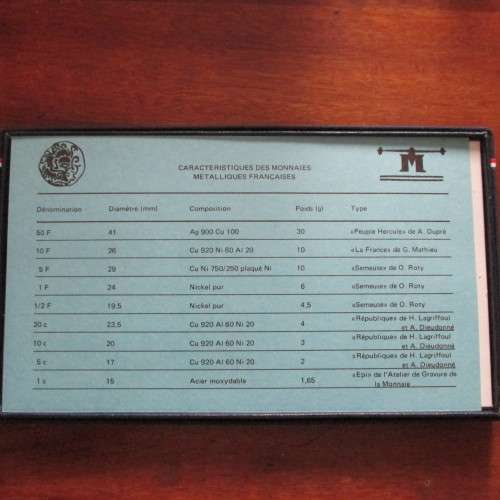 CARACTERISTIQUES DES MONNAIES
METALLIQUES FRANÇAISES
Dénomination Diamètre (mm) Composition Poids (g) Type
50 F 41 Ag 900 Cu 100 30 «Peuple Hercule» de A. Dupré
10 F 26 Cu 920 Ni 60 Al 20 10 «La France» de G. Mathieu
5 F 29 Cu Ni 750/250 plaqué Ni 10 «Semeuse» de O. Roty
1 F 24 Nickel pur 6 «Semeuse» de O. Roty
1/2 F 19,5 Nickel pur 4,5 «Semeuse» de O. Roty
20 c 23,5 Cu 920 Al 60 Ni 20 4 «République» de H. Lagriffoul
et A. Dieudonné
10 c 20 Cu 920 Al 60 Ni 20 3 «République» de H. Lagriffoul
et A. Dieudonné
5 c 17 Cu 920 Al 60 Ni 20 2 «République» de H. Lagriffoul
et A. Dieudonné
1 c 15 Acier inoxydable 1,65 «Epi» de l'Atelier de Gravure de
la Monnaie